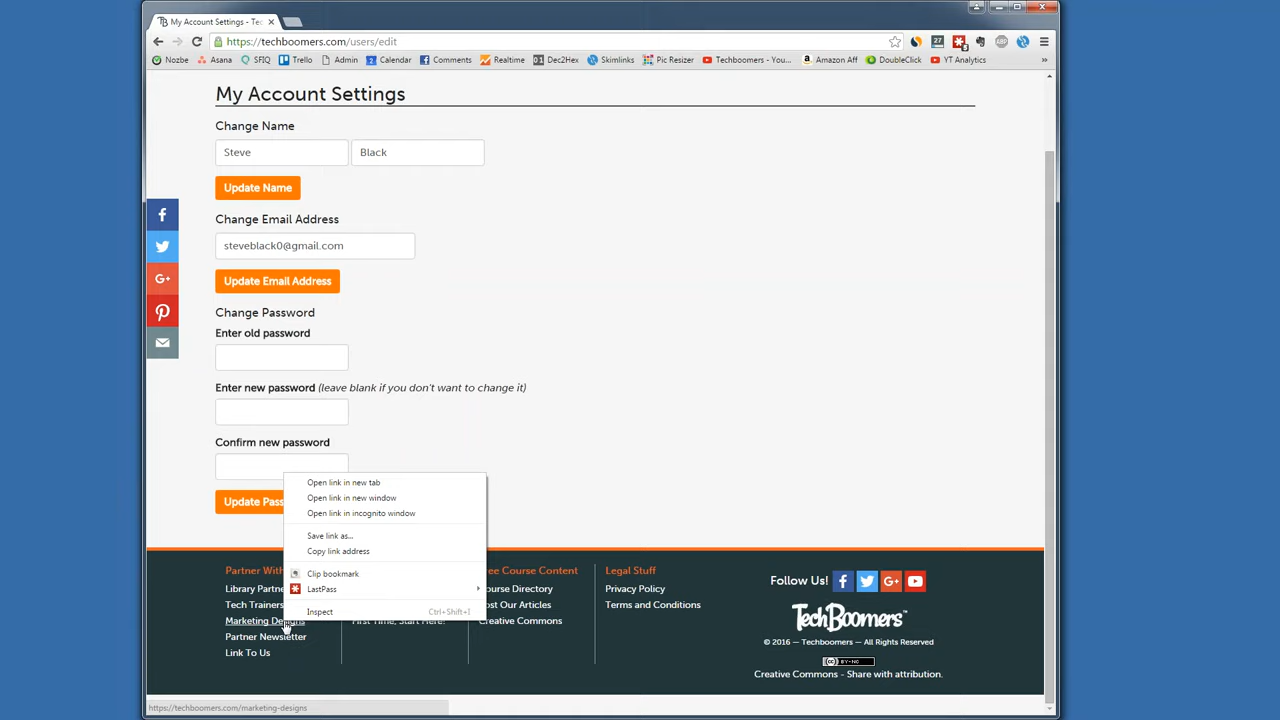 My Account Settings - Tec
https://techboomers.com/users/edit
27
ABP
Nozbe Asana SFIQ Trello Admin Calendar Comments Realtime Dec2Hex Skimlinks Pic Resizer Techboomers - You... Amazon Aff DoubleClick YT Analytics »
My Account Settings
Change Name
Steve Black
Update Name
Change Email Address
steveblack0@gmail.com
Update Email Address
Change Password
Enter old password
Enter new password (leave blank if you don't want to change it)
Confirm new password
Update Pass
Open link in new tab
Open link in new window
Open link in incognito window
Save link as...
Copy link address
Clip bookmark
LastPass
Inspect Ctrl+Shift+I
Partner With
Library Partne
Tech Trainers
Marketing Designs
Partner Newsletter
Link To Us
First Time, Start Here!
ee Course Content
ourse Directory
ost Our Articles
Creative Commons
Legal Stuff
Privacy Policy
Terms and Conditions
Follow Us!
TechBoomers
© 2016 — Techboomers — All Rights Reserved
cc BY-NC
Creative Commons - Share with attribution.
https://techboomers.com/marketing-designs